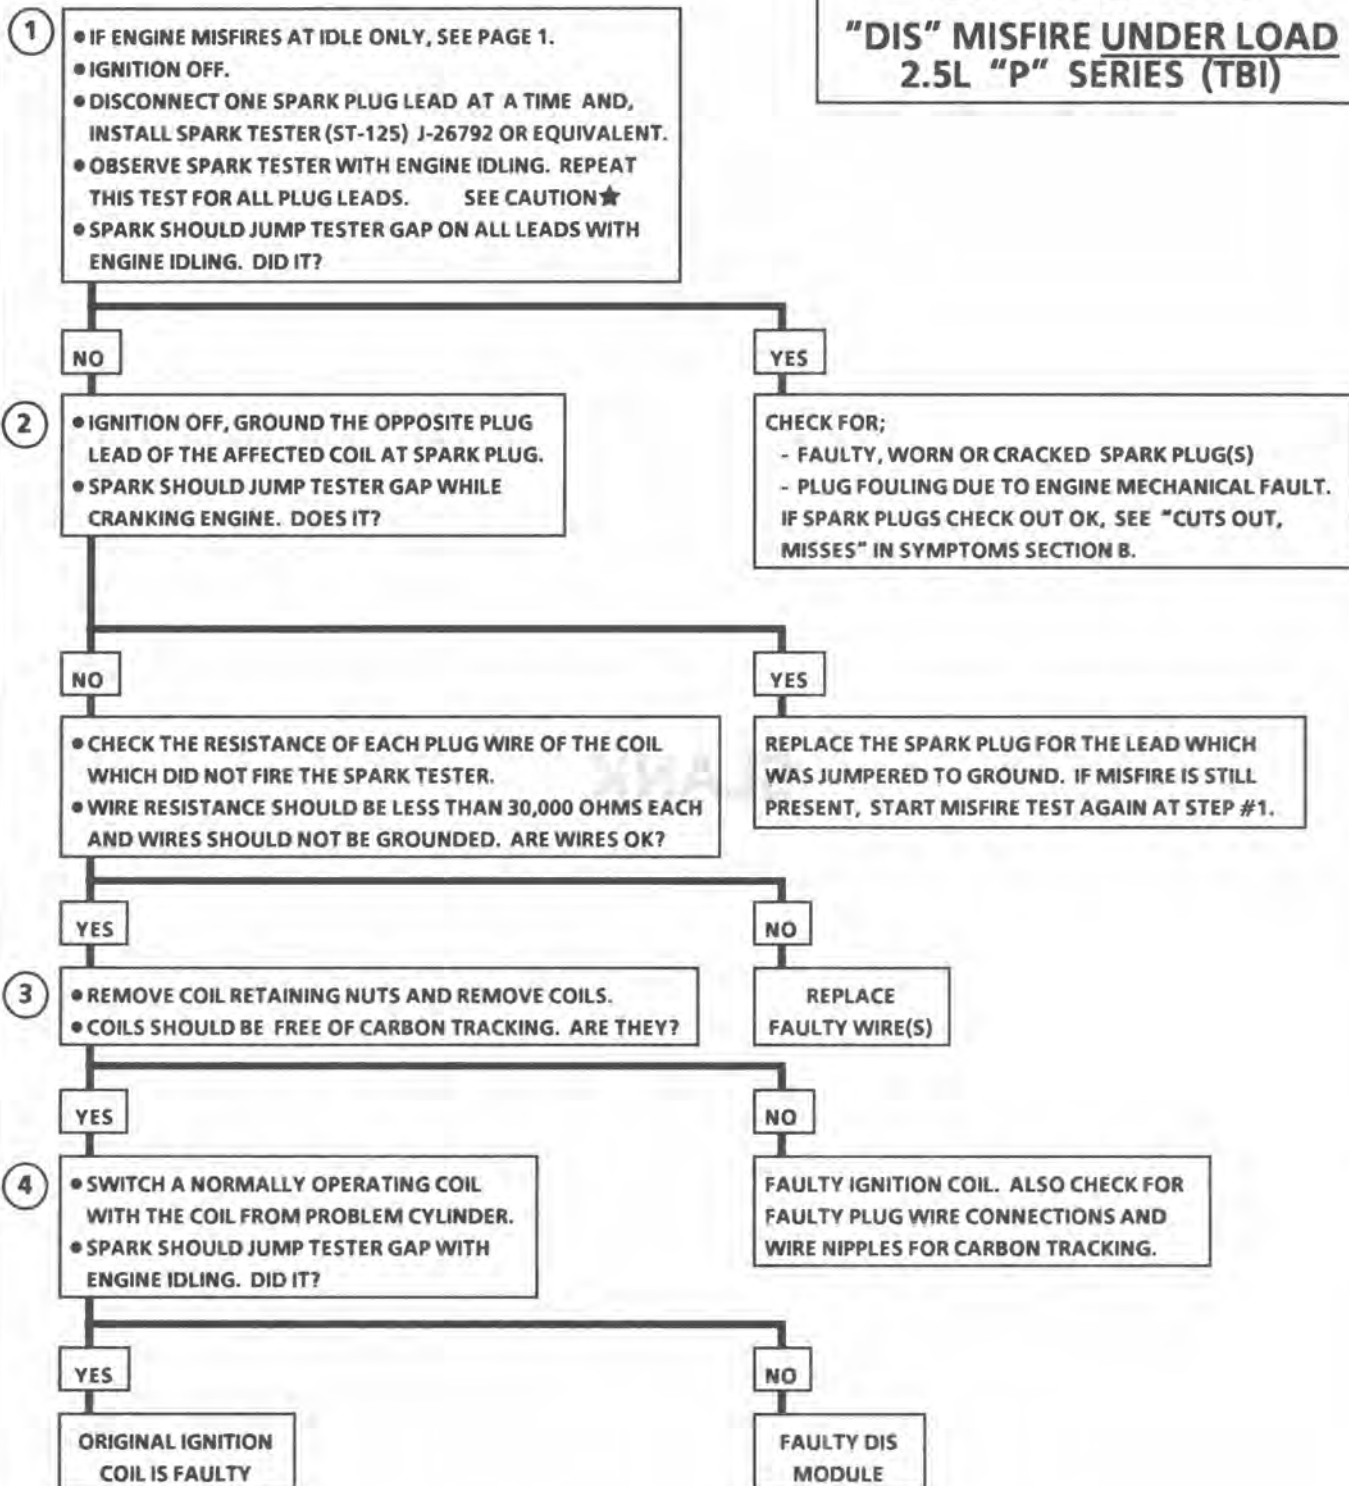 "DIS" MISFIRE UNDER LOAD
2.5L "P" SERIES (TBI)
1
• IF ENGINE MISFIRES AT IDLE ONLY, SEE PAGE 1.
• IGNITION OFF.
• DISCONNECT ONE SPARK PLUG LEAD AT A TIME AND,
INSTALL SPARK TESTER (ST-125) J-26792 OR EQUIVALENT.
• OBSERVE SPARK TESTER WITH ENGINE IDLING. REPEAT
THIS TEST FOR ALL PLUG LEADS. SEE CAUTION★
• SPARK SHOULD JUMP TESTER GAP ON ALL LEADS WITH
ENGINE IDLING. DID IT?
NO
YES
2
• IGNITION OFF, GROUND THE OPPOSITE PLUG
LEAD OF THE AFFECTED COIL AT SPARK PLUG.
• SPARK SHOULD JUMP TESTER GAP WHILE
CRANKING ENGINE. DOES IT?
CHECK FOR;
- FAULTY, WORN OR CRACKED SPARK PLUG(S)
- PLUG FOULING DUE TO ENGINE MECHANICAL FAULT.
IF SPARK PLUGS CHECK OUT OK, SEE "CUTS OUT,
MISSES" IN SYMPTOMS SECTION B.
NO
YES
• CHECK THE RESISTANCE OF EACH PLUG WIRE OF THE COIL
WHICH DID NOT FIRE THE SPARK TESTER.
• WIRE RESISTANCE SHOULD BE LESS THAN 30,000 OHMS EACH
AND WIRES SHOULD NOT BE GROUNDED. ARE WIRES OK?
REPLACE THE SPARK PLUG FOR THE LEAD WHICH
WAS JUMPERED TO GROUND. IF MISFIRE IS STILL
PRESENT, START MISFIRE TEST AGAIN AT STEP #1.
YES
NO
3
• REMOVE COIL RETAINING NUTS AND REMOVE COILS.
• COILS SHOULD BE FREE OF CARBON TRACKING. ARE THEY?
REPLACE
FAULTY WIRE(S)
YES
NO
4
• SWITCH A NORMALLY OPERATING COIL
WITH THE COIL FROM PROBLEM CYLINDER.
• SPARK SHOULD JUMP TESTER GAP WITH
ENGINE IDLING. DID IT?
FAULTY IGNITION COIL. ALSO CHECK FOR
FAULTY PLUG WIRE CONNECTIONS AND
WIRE NIPPLES FOR CARBON TRACKING.
YES
NO
ORIGINAL IGNITION
COIL IS FAULTY
FAULTY DIS
MODULE